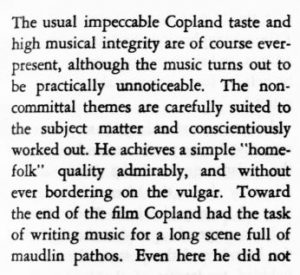 The usual impeccable Copland taste and
high musical integrity are of course ever-
present, although the music turns out to
be practically unnoticeable. The non-
committal themes are carefully suited to
the subject matter and conscientiously
worked out. He achieves a simple "home-
folk" quality admirably, and without
ever bordering on the vulgar. Toward
the end of the film Copland had the task
of writing music for a long scene full of
maudlin pathos. Even here he did not